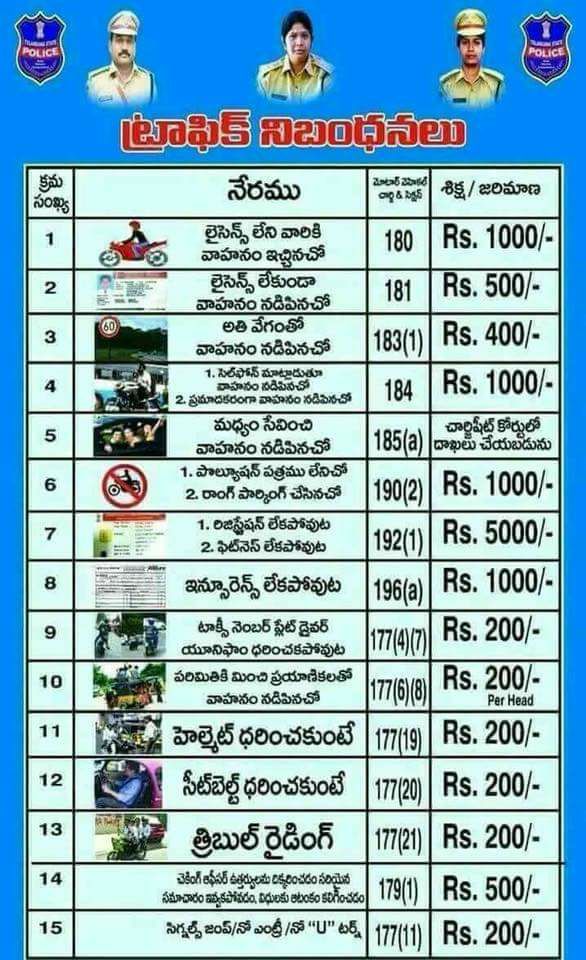 TELANGANA STATE
POLICE
TELANGANA STATE
POLICE
ట్రాఫిక్ నిబంధనలు
క్రమ సంఖ్య
నేరము
మోటార్ వెహికల్ చార్జి & సెక్షన్
శిక్ష / జరిమాణ
1
లైసెన్స్ లేని వారికి
వాహనం ఇచ్చినచో
180
Rs. 1000/-
2
లైసెన్స్ లేకుండా
వాహనం నడిపినచో
181
Rs. 500/-
3
60
అతి వేగంతో
వాహనం నడిపినచో
183(1)
Rs. 400/-
4
1. సెల్‌ఫోన్ మాట్లాడుతూ
వాహనం నడిపినచో
2. ప్రమాదకరంగా వాహనం నడిపినచో
184
Rs. 1000/-
5
మధ్యం సేవించి
వాహనం నడిపినచో
185(a)
చార్జిషీట్ కోర్టులో
దాఖలు చేయబడును
6
1. పొల్యూషన్ పత్రము లేనిచో
2. రాంగ్ పార్కింగ్ చేసినచో
190(2)
Rs. 1000/-
7
1. రిజిస్ట్రేషన్ లేకపోవుట
2. ఫిట్‌నెస్ లేకపోవుట
192(1)
Rs. 5000/-
8
ఇన్సూరెన్స్ లేకపోవుట
196(a)
Rs. 1000/-
9
టాక్సీ నెంబర్ ప్లేట్ డ్రైవర్
యూనిఫాం ధరించకపోవుట
177(4)(7)
Rs. 200/-
10
పరిమితికి మించి ప్రయాణికలతో
వాహనం నడిపినచో
177(6)(8)
Rs. 200/-
Per Head
11
హెల్మెట్ ధరించకుంటే
177(19)
Rs. 200/-
12
సీట్‌బెల్ట్ ధరించకుంటే
177(20)
Rs. 200/-
13
త్రిబుల్ రైడింగ్
177(21)
Rs. 200/-
14
చెకింగ్ ఆఫీసర్ ఉత్తర్వులను దిక్కరించడం సరియైన
సమాచారం ఇవ్వకపోవడం, విధులకు ఆటంకం కలిగించడం
179(1)
Rs. 500/-
15
సిగ్నల్స్ జంప్/నో ఎంట్రీ /నో "U" టర్న్
177(11)
Rs. 200/-